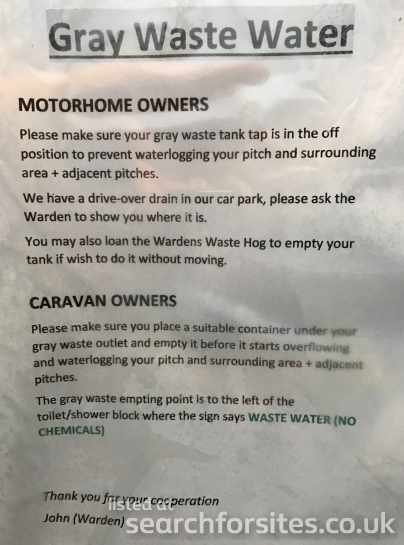 Gray Waste Water
MOTORHOME OWNERS
Please make sure your gray waste tank tap is in the off
position to prevent waterlogging your pitch and surrounding
area + adjacent pitches.
We have a drive-over drain in our car park, please ask the
Warden to show you where it is.
You may also loan the Wardens Waste Hog to empty your
tank if wish to do it without moving.
CARAVAN OWNERS
Please make sure you place a suitable container under your
gray waste outlet and empty it before it starts overflowing
and waterlogging your pitch and surrounding area + adjacent
pitches.
The gray waste empting point is to the left of the
toilet/shower block where the sign says WASTE WATER (NO
CHEMICALS)
Thank you for your cooperation
John (Warden)
listed at
searchforsites.co.uk